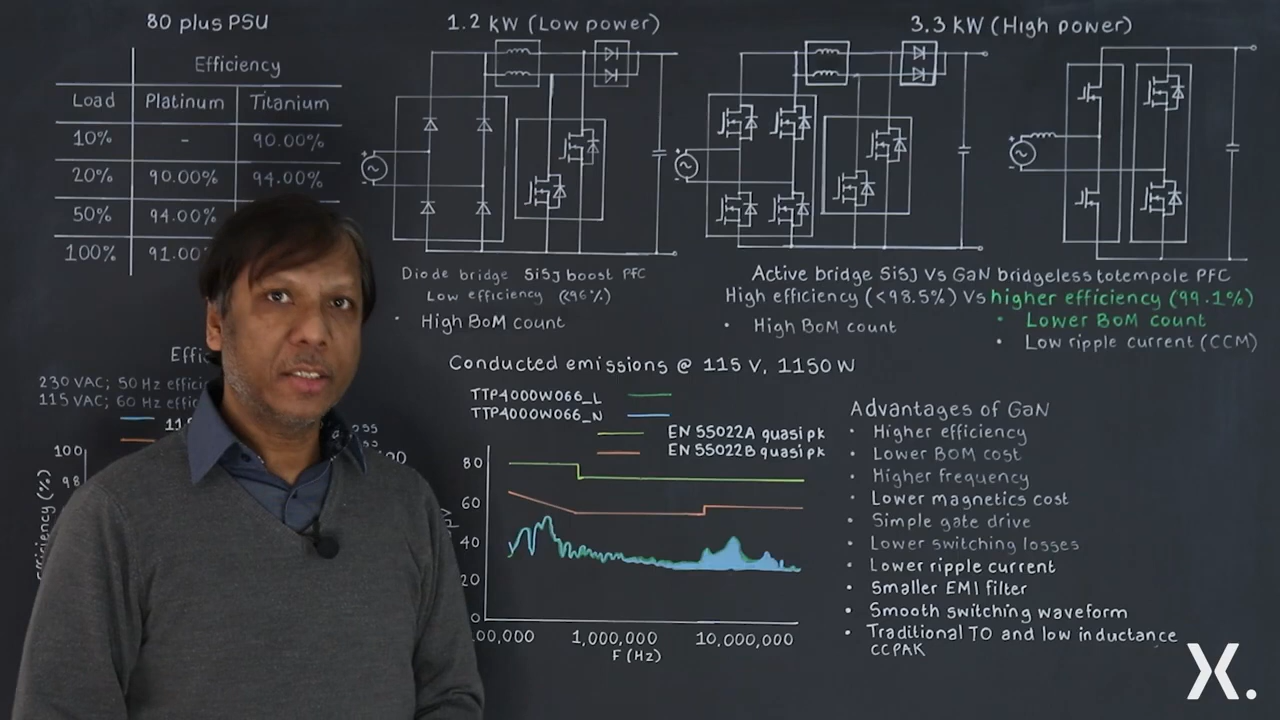 80 plus PSU
Efficiency
Load Platinum Titanium
10% - 90.00%
20% 90.00% 94.00%
50% 94.00%
100% 91.00
1.2 kW (Low power)
Diode bridge SiSJ boost PFC
Low efficiency (<96%)
• High BoM count
3.3 kW (High power)
Active bridge SiSJ Vs GaN bridgeless totempole PFC
High efficiency (<98.5%) Vs higher efficiency (99.1%)
• High BoM count
• Lower BoM count
• Low ripple current (CCM)
230 VAC; 50 Hz
115 VAC; 60 Hz
100
98
Efficiency (%)
Conducted emissions @ 115 V, 1150 W
TTP4000W066_L
TTP4000W066_N
EN 55022A quasi pk
EN 55022B quasi pk
80
60
40
20
0
1,000,000 10,000,000
F (Hz)
Advantages of GaN
• Higher efficiency
• Lower BOM cost
• Higher frequency
• Lower magnetics cost
• Simple gate drive
• Lower switching losses
• Lower ripple current
• Smaller EMI filter
• Smooth switching waveform
• Traditional TO and low inductance
CCPAK
X.